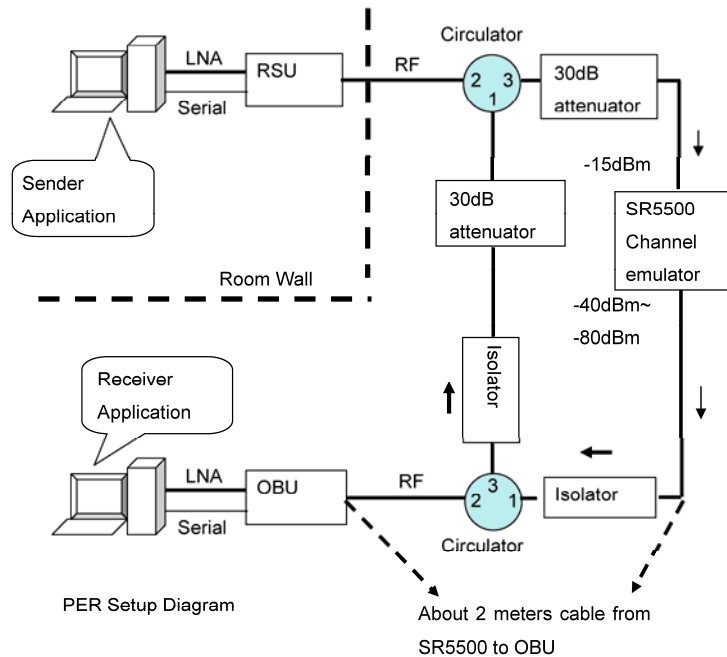 Circulator
LNA
RSU
RF
2 3
1
30dB
attenuator
Serial
Sender
Application
-15dBm
30dB
attenuator
SR5500
Channel
emulator
Room Wall
-40dBm~
-80dBm
Isolator
Receiver
Application
LNA
OBU
RF
3
2 1
Isolator
Serial
Circulator
PER Setup Diagram
About 2 meters cable from
SR5500 to OBU